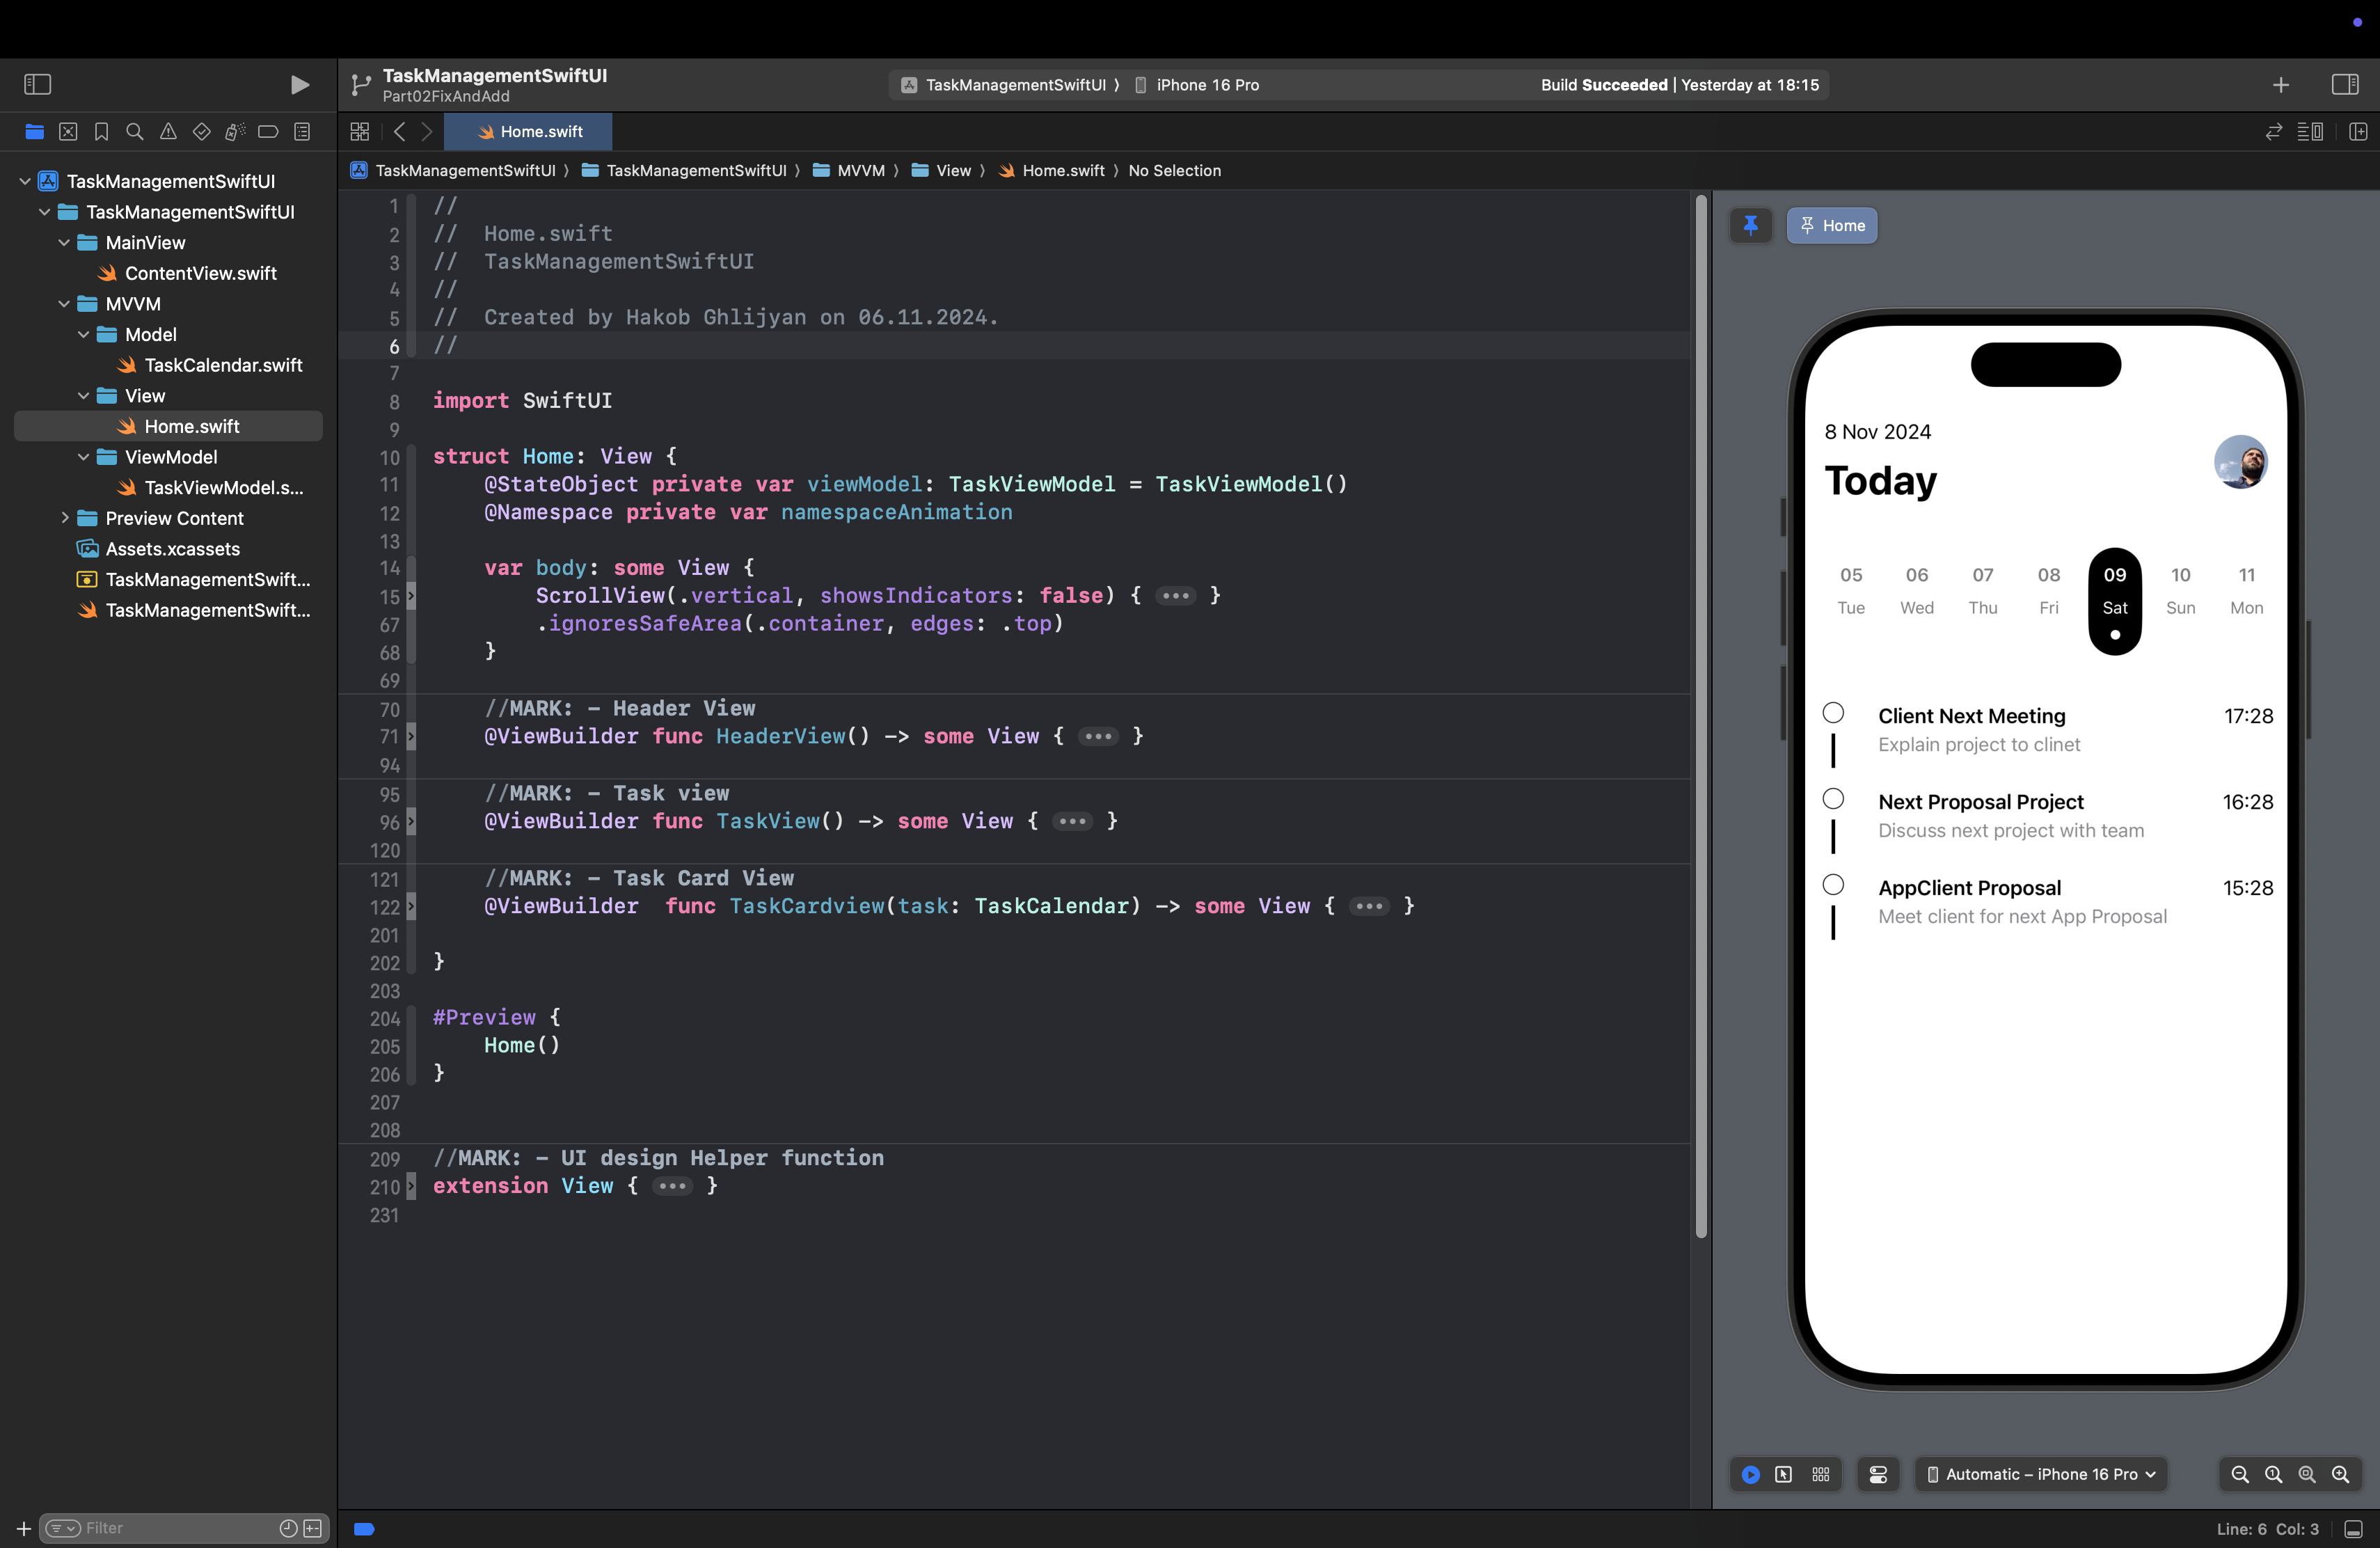 TaskManagementSwiftUI
Part02FixAndAdd
TaskManagementSwiftUI 〉 iPhone 16 Pro
Build Succeeded | Yesterday at 18:15
Home.swift
TaskManagementSwiftUI 〉 TaskManagementSwiftUI 〉 MVVM 〉 View 〉 Home.swift 〉 No Selection
TaskManagementSwiftUI
TaskManagementSwiftUI
MainView
ContentView.swift
MVVM
Model
TaskCalendar.swift
View
Home.swift
ViewModel
TaskViewModel.s...
Preview Content
Assets.xcassets
TaskManagementSwift...
TaskManagementSwift...
Filter
1 //
2 //  Home.swift
3 //  TaskManagementSwiftUI
4 //
5 //  Created by Hakob Ghlijyan on 06.11.2024.
6 //
7
8 import SwiftUI
9
10 struct Home: View {
11     @StateObject private var viewModel: TaskViewModel = TaskViewModel()
12     @Namespace private var namespaceAnimation
13
14     var body: some View {
15         ScrollView(.vertical, showsIndicators: false) { ••• }
67         .ignoresSafeArea(.container, edges: .top)
68     }
69
70     //MARK: - Header View
71     @ViewBuilder func HeaderView() -> some View { ••• }
94
95     //MARK: - Task view
96     @ViewBuilder func TaskView() -> some View { ••• }
120
121     //MARK: - Task Card View
122     @ViewBuilder  func TaskCardview(task: TaskCalendar) -> some View { ••• }
201
202 }
203
204 #Preview {
205     Home()
206 }
207
208
209 //MARK: - UI design Helper function
210 extension View { ••• }
231
Home
8 Nov 2024
Today
05 06 07 08 09 10 11
Tue Wed Thu Fri Sat Sun Mon
Client Next Meeting 17:28
Explain project to clinet
Next Proposal Project 16:28
Discuss next project with team
AppClient Proposal 15:28
Meet client for next App Proposal
Automatic – iPhone 16 Pro
Line: 6 Col: 3